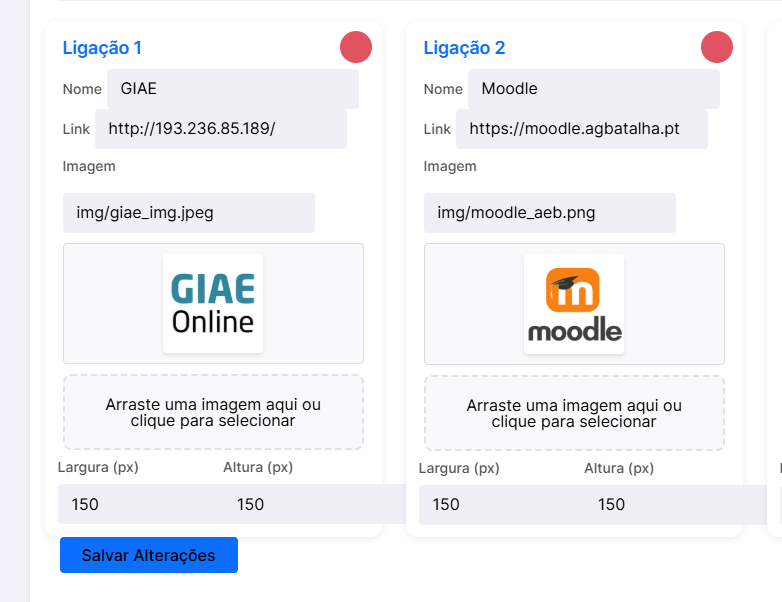 Ligação 1
Nome GIAE
Link http://193.236.85.189/
Imagem
img/giae_img.jpeg
GIAE
Online
Arraste uma imagem aqui ou
clique para selecionar
Largura (px) Altura (px)
150 150
Ligação 2
Nome Moodle
Link https://moodle.agbatalha.pt
Imagem
img/moodle_aeb.png
m
moodle
Arraste uma imagem aqui ou
clique para selecionar
Largura (px) Altura (px)
150 150
Salvar Alterações